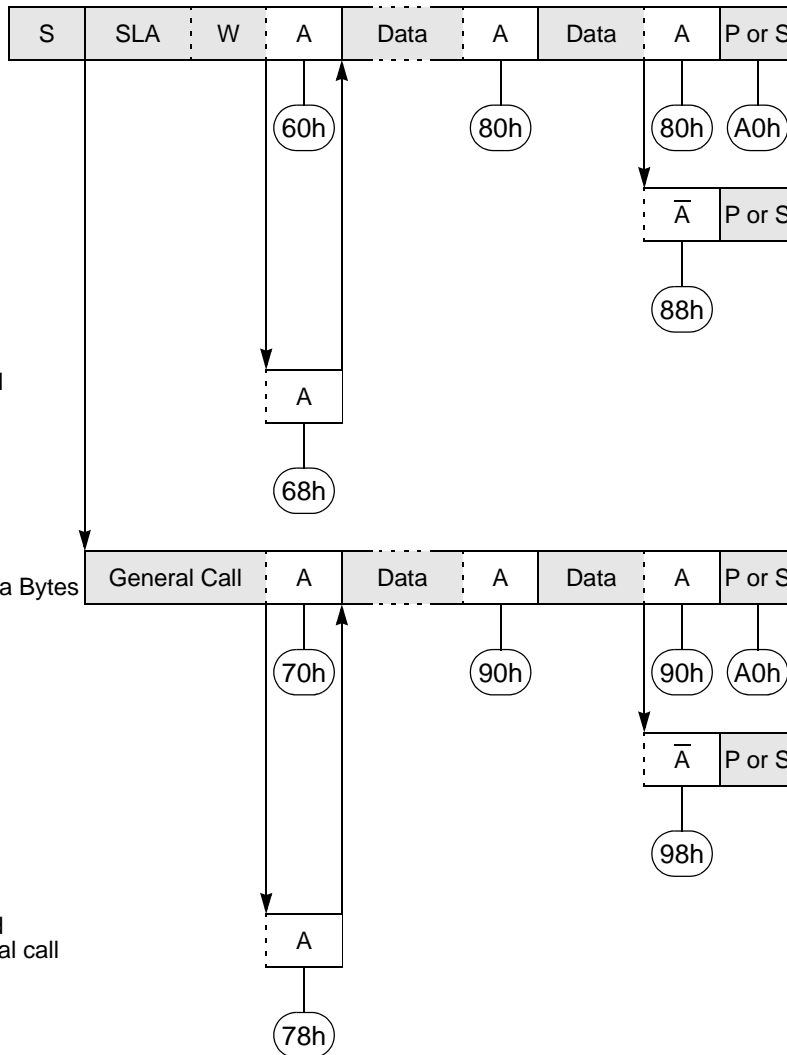 S SLA W A Data A Data A P or S
60h 80h 80h A0h
A̅ P or S
88h
A
68h
a Bytes General Call A Data A Data A P or S
70h 90h 90h A0h
A̅ P or S
98h
A
al call
78h